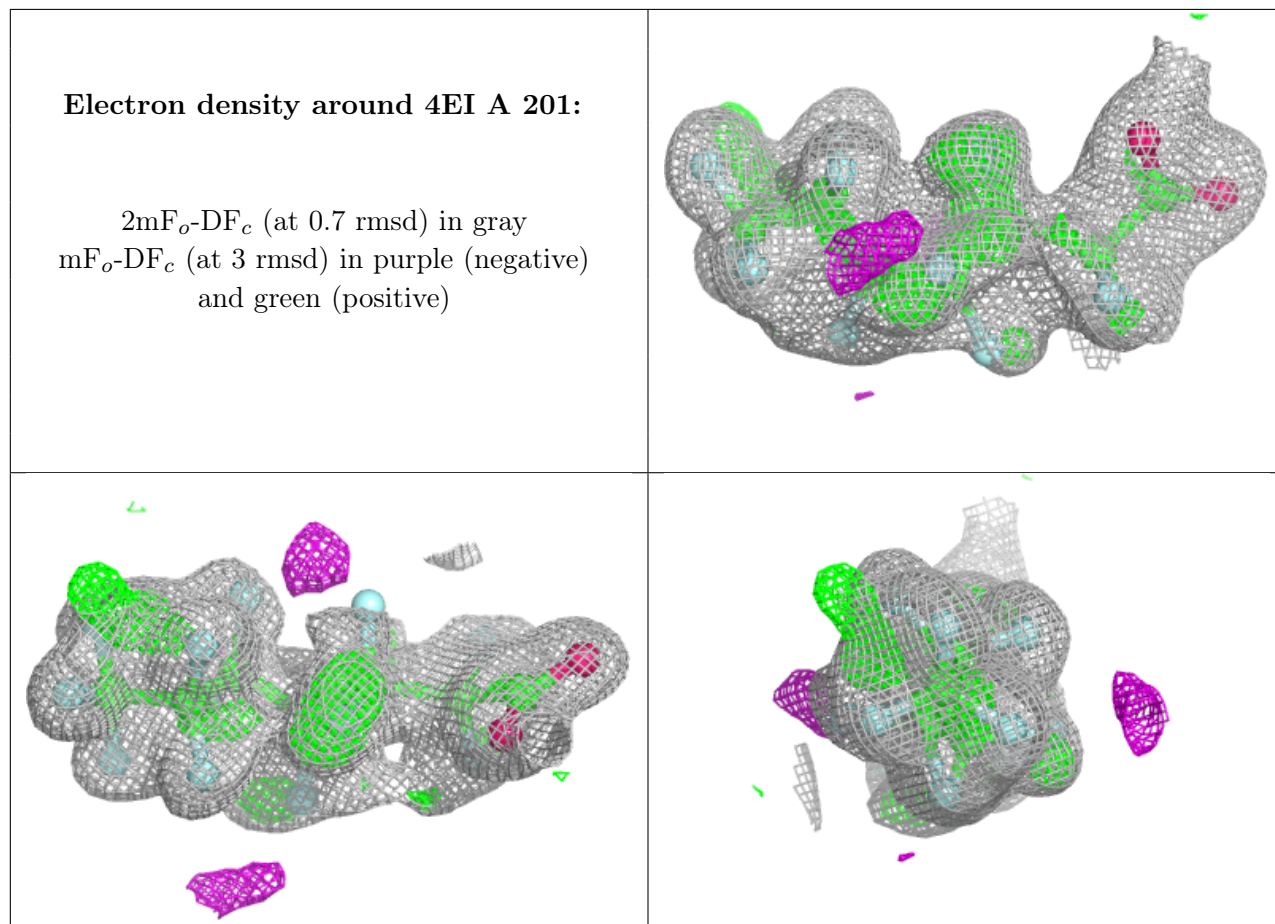 Electron density around 4EI A 201:
2mFₒ-DF𝒸 (at 0.7 rmsd) in gray
mFₒ-DF𝒸 (at 3 rmsd) in purple (negative)
and green (positive)